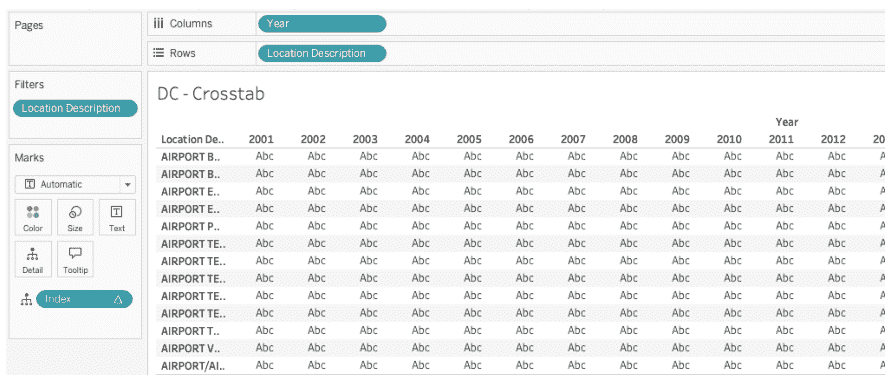 Pages
Columns Year
Rows Location Description
Filters
Location Description
DC - Crosstab
Year
Location De.. 2001 2002 2003 2004 2005 2006 2007 2008 2009 2010 2011 2012 20
Marks
AIRPORT B.. Abc Abc Abc Abc Abc Abc Abc Abc Abc Abc Abc Abc A
AIRPORT B.. Abc Abc Abc Abc Abc Abc Abc Abc Abc Abc Abc Abc A
Automatic
AIRPORT E.. Abc Abc Abc Abc Abc Abc Abc Abc Abc Abc Abc Abc A
AIRPORT E.. Abc Abc Abc Abc Abc Abc Abc Abc Abc Abc Abc Abc A
Color Size Text
AIRPORT P.. Abc Abc Abc Abc Abc Abc Abc Abc Abc Abc Abc Abc A
AIRPORT TE.. Abc Abc Abc Abc Abc Abc Abc Abc Abc Abc Abc Abc A
AIRPORT TE.. Abc Abc Abc Abc Abc Abc Abc Abc Abc Abc Abc Abc A
Detail Tooltip
AIRPORT TE.. Abc Abc Abc Abc Abc Abc Abc Abc Abc Abc Abc Abc A
AIRPORT TE.. Abc Abc Abc Abc Abc Abc Abc Abc Abc Abc Abc Abc A
Index
AIRPORT TE.. Abc Abc Abc Abc Abc Abc Abc Abc Abc Abc Abc Abc A
AIRPORT T.. Abc Abc Abc Abc Abc Abc Abc Abc Abc Abc Abc Abc A
AIRPORT V.. Abc Abc Abc Abc Abc Abc Abc Abc Abc Abc Abc Abc A
AIRPORT/AI.. Abc Abc Abc Abc Abc Abc Abc Abc Abc Abc Abc Abc A